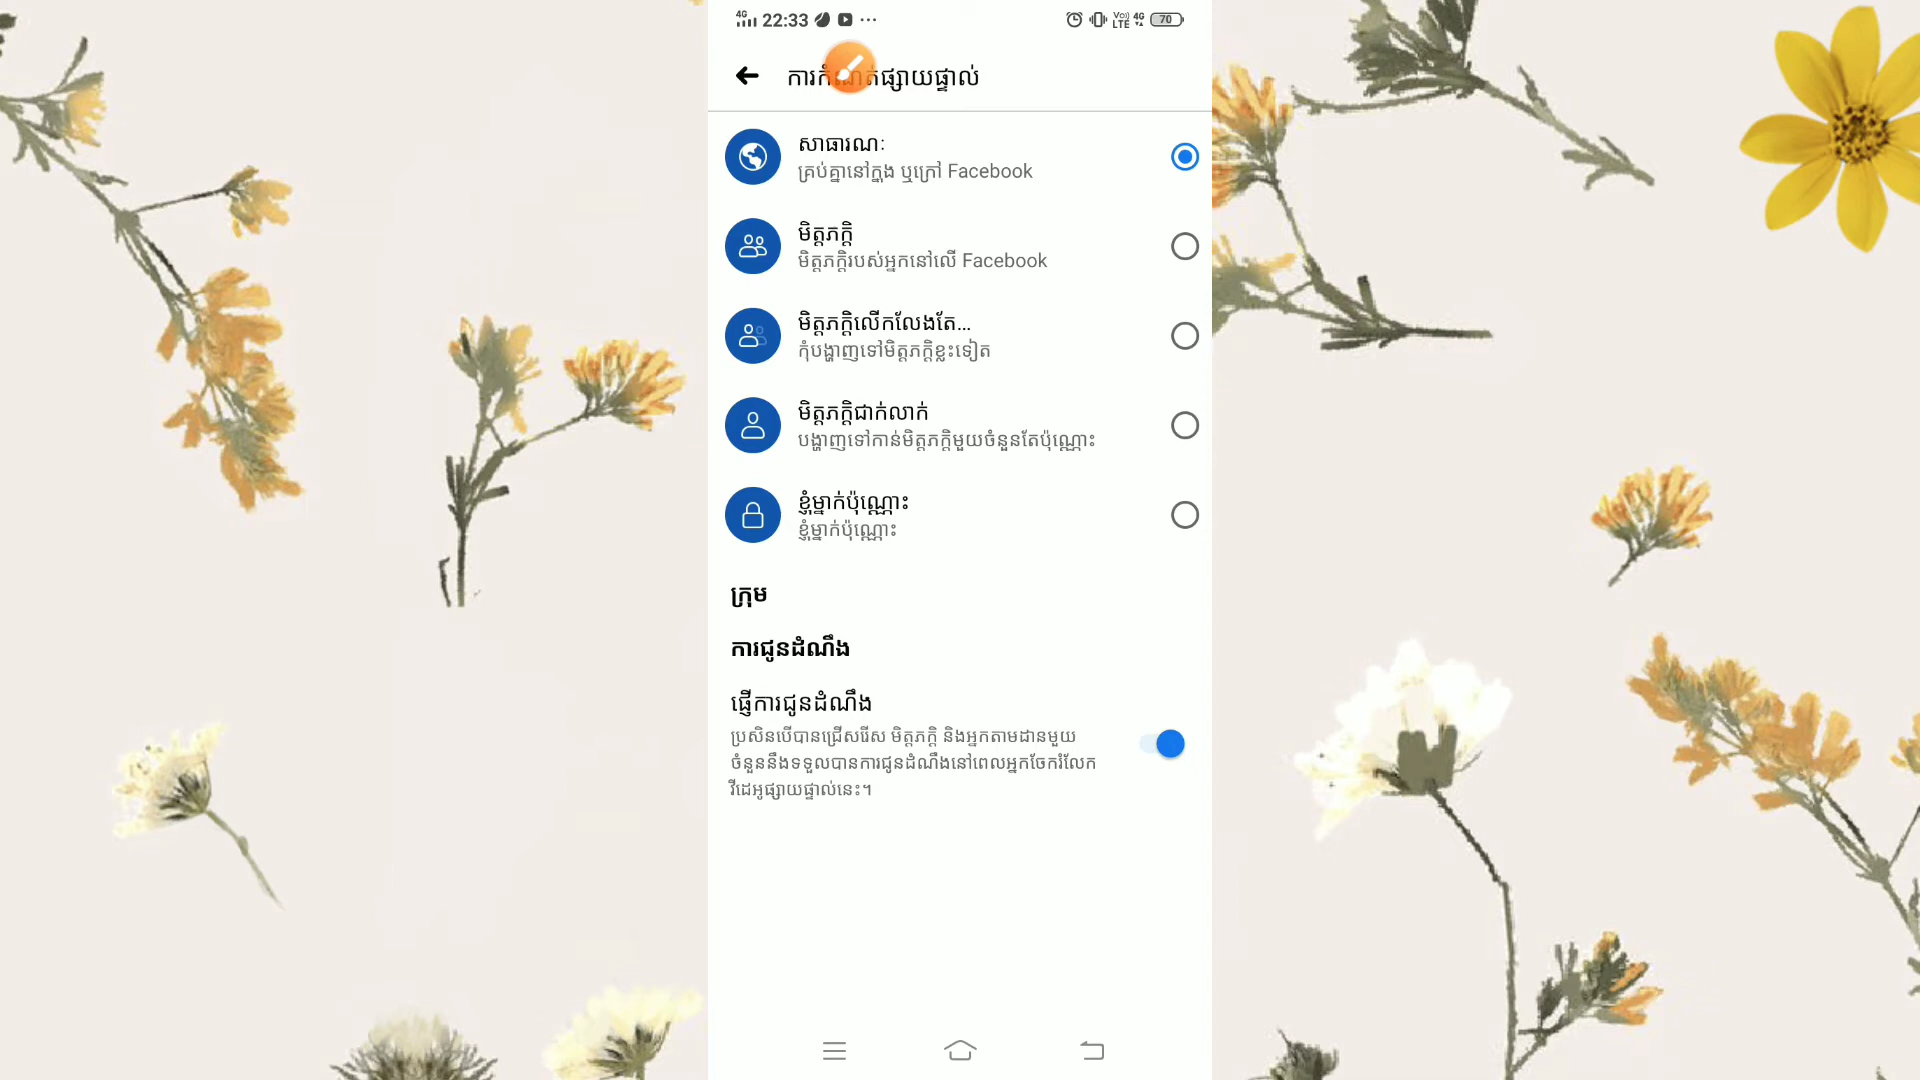 4G 22:33 ··· Vo)) LTE 4G 70
ការកំណត់ផ្សាយផ្ទាល់
សាធារណៈ
គ្រប់គ្នានៅក្នុង ឬក្រៅ Facebook
មិត្តភក្តិ
មិត្តភក្តិរបស់អ្នកនៅលើ Facebook
មិត្តភក្តិលើកលែងតែ...
កុំបង្ហាញទៅមិត្តភក្តិខ្លះទៀត
មិត្តភក្តិជាក់លាក់
បង្ហាញទៅកាន់មិត្តភក្តិមួយចំនួនតែប៉ុណ្ណោះ
ខ្ញុំម្នាក់ប៉ុណ្ណោះ
ខ្ញុំម្នាក់ប៉ុណ្ណោះ
ក្រុម
ការជូនដំណឹង
ផ្ញើការជូនដំណឹង
ប្រសិនបើបានជ្រើសរើស មិត្តភក្តិ និងអ្នកតាមដានមួយ
ចំនួននឹងទទួលបានការជូនដំណឹងនៅពេលអ្នកចែករំលែក
វីដេអូផ្សាយផ្ទាល់នេះ។